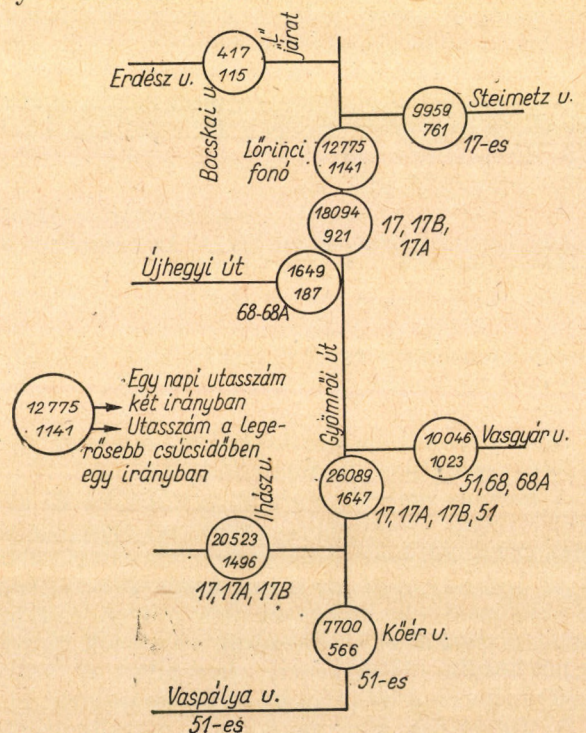 Lő
járat
417
115
Erdész u.
Bocskai u
Steimetz u.
9959
761
17-es
Lőrinci
fonó
12775
1141
18094
921
17, 17B,
17A
Újhegyi út
1649
187
68-68A
Gyömrői út
12775
1141
Egy napi utasszám
két irányban
Utasszám a lege-
rősebb csúcsidőben
egy irányban
10046
1023
Vasgyár u.
51, 68, 68A
26089
1647
17, 17A, 17B, 51
Ihász u.
20523
1496
17, 17A, 17B
7700
566
Kőér u.
51-es
Vaspálya u.
51-es